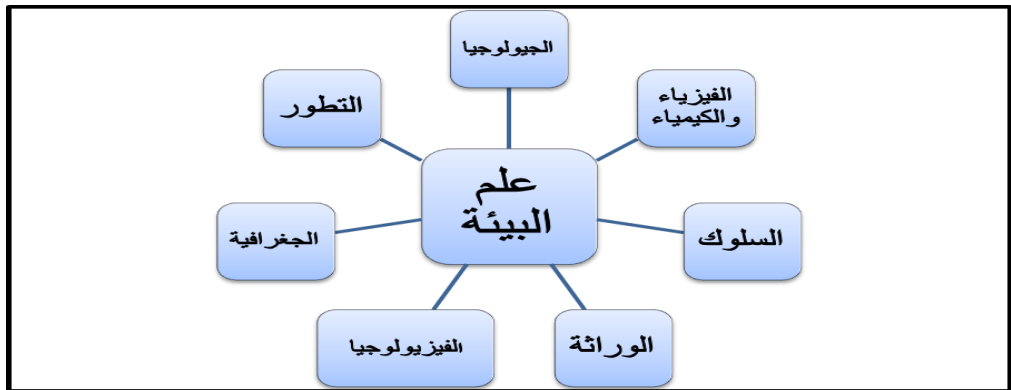 الجيولوجيا
الفيزياء
والكيمياء
التطور
علم
البيئة
السلوك
الجغرافية
الوراثة
الفيزيولوجيا